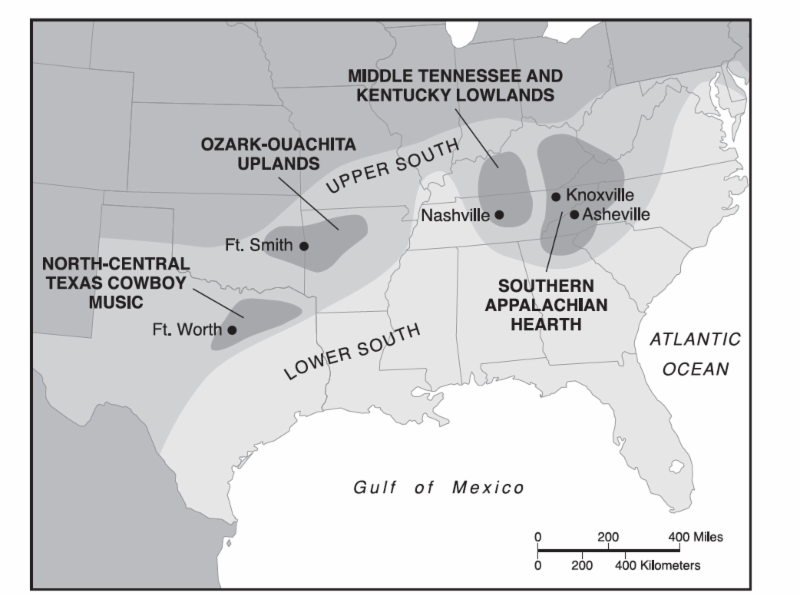 MIDDLE TENNESSEE AND
KENTUCKY LOWLANDS
OZARK-OUACHITA
UPLANDS
UPPER SOUTH
Knoxville
Nashville
Asheville
Ft. Smith
NORTH-CENTRAL
TEXAS COWBOY
MUSIC
SOUTHERN
APPALACHIAN
HEARTH
Ft. Worth
LOWER SOUTH
ATLANTIC
OCEAN
Gulf of Mexico
0 200 400 Miles
0 200 400 Kilometers